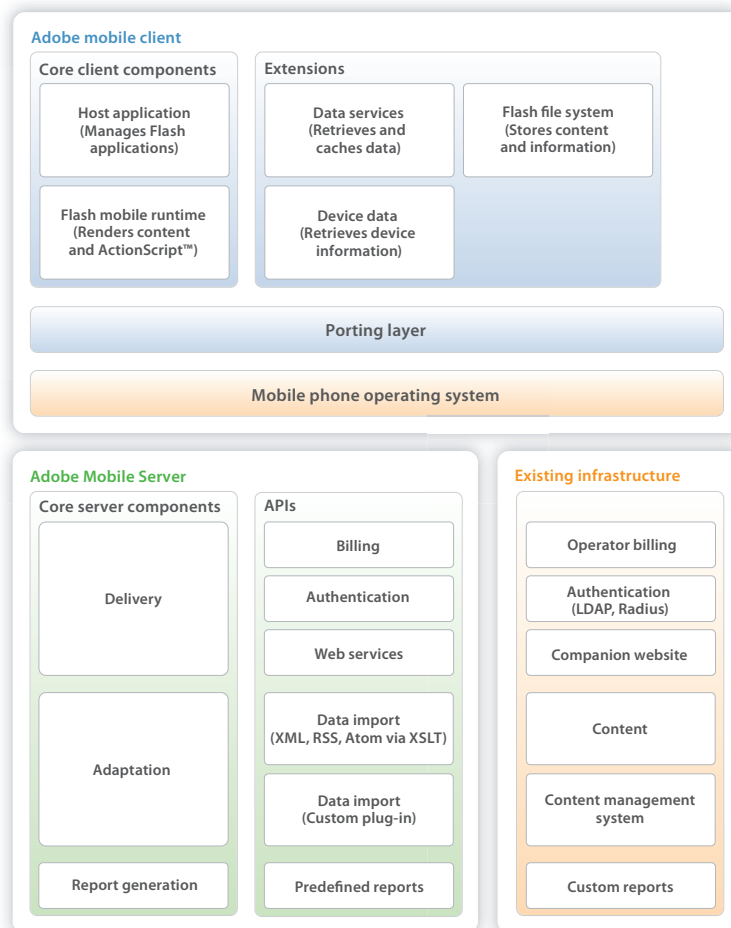 Adobe mobile client
Core client components
Host application
(Manages Flash
applications)
Flash mobile runtime
(Renders content
and ActionScript™)
Extensions
Data services
(Retrieves and
caches data)
Flash file system
(Stores content
and information)
Device data
(Retrieves device
information)
Porting layer
Mobile phone operating system
Adobe Mobile Server
Core server components
Delivery
Adaptation
Report generation
APIs
Billing
Authentication
Web services
Data import
(XML, RSS, Atom via XSLT)
Data import
(Custom plug-in)
Predefined reports
Existing infrastructure
Operator billing
Authentication
(LDAP, Radius)
Companion website
Content
Content management
system
Custom reports